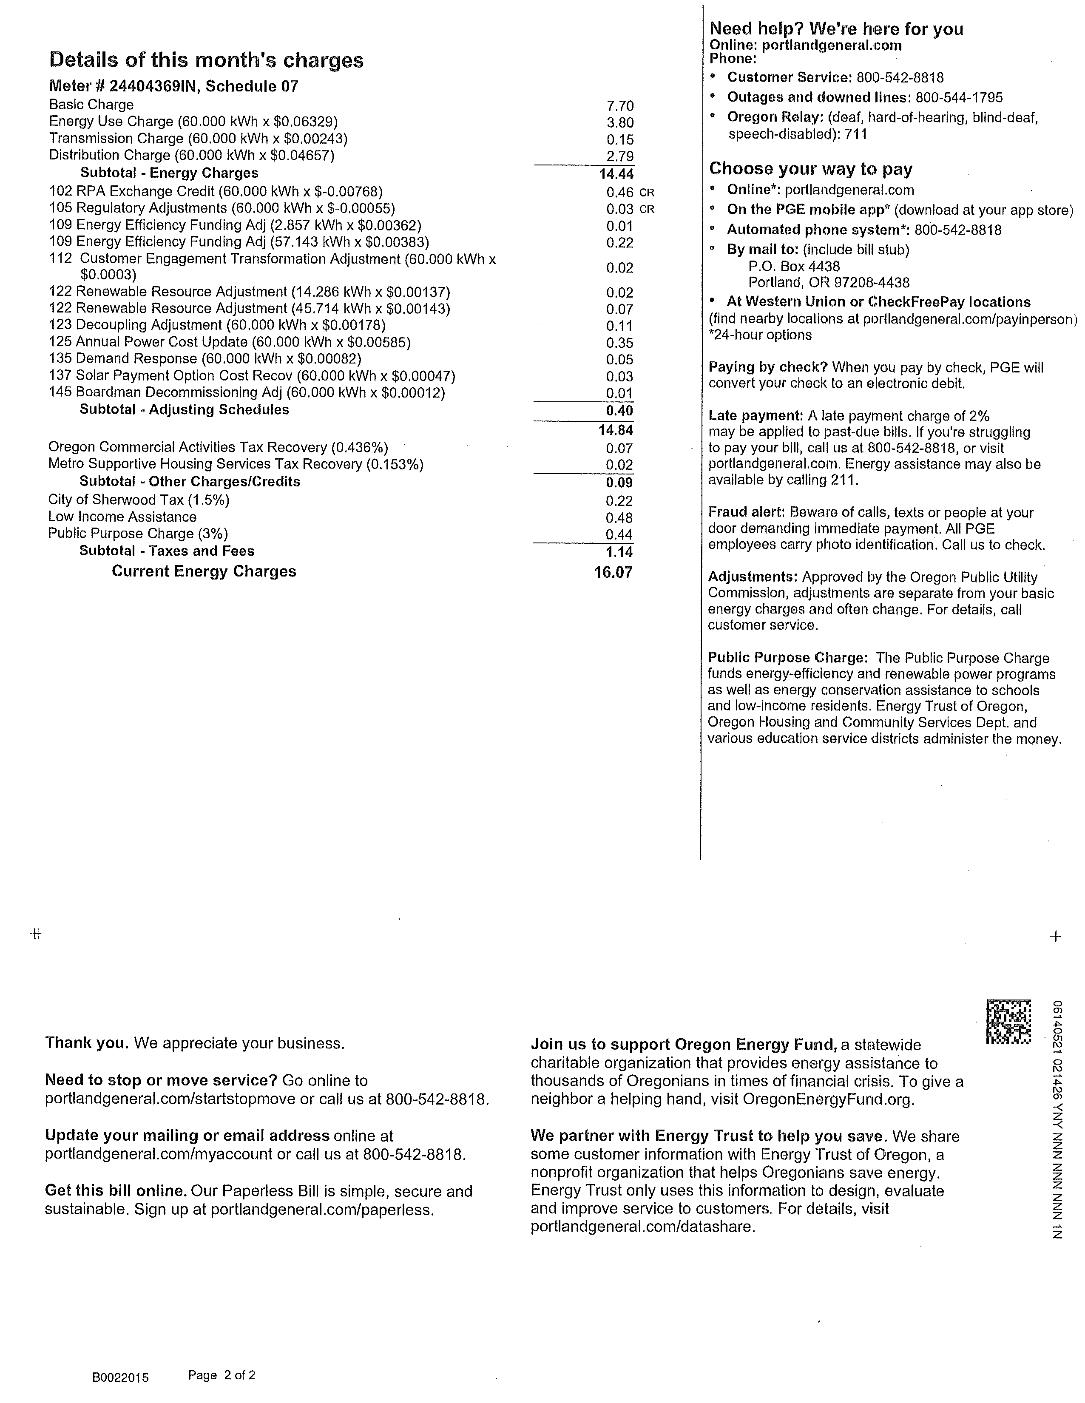 Details of this month's charges
Meter # 24404369IN, Schedule 07
Basic Charge 7.70
Energy Use Charge (60.000 kWh x $0.06329) 3.80
Transmission Charge (60.000 kWh x $0.00243) 0.15
Distribution Charge (60.000 kWh x $0.04657) 2.79
Subtotal - Energy Charges 14.44
102 RPA Exchange Credit (60.000 kWh x $-0.00768) 0.46 CR
105 Regulatory Adjustments (60.000 kWh x $-0.00055) 0.03 CR
109 Energy Efficiency Funding Adj (2.857 kWh x $0.00362) 0.01
109 Energy Efficiency Funding Adj (57.143 kWh x $0.00383) 0.22
112 Customer Engagement Transformation Adjustment (60.000 kWh x
$0.0003) 0.02
122 Renewable Resource Adjustment (14.286 kWh x $0.00137) 0.02
122 Renewable Resource Adjustment (45.714 kWh x $0.00143) 0.07
123 Decoupling Adjustment (60.000 kWh x $0.00178) 0.11
125 Annual Power Cost Update (60.000 kWh x $0.00585) 0.35
135 Demand Response (60.000 kWh x $0.00082) 0.05
137 Solar Payment Option Cost Recov (60.000 kWh x $0.00047) 0.03
145 Boardman Decommissioning Adj (60.000 kWh x $0.00012) 0.01
Subtotal - Adjusting Schedules 0.40
14.84
Oregon Commercial Activities Tax Recovery (0.436%) 0.07
Metro Supportive Housing Services Tax Recovery (0.153%) 0.02
Subtotal - Other Charges/Credits 0.09
City of Sherwood Tax (1.5%) 0.22
Low Income Assistance 0.48
Public Purpose Charge (3%) 0.44
Subtotal - Taxes and Fees 1.14
Current Energy Charges 16.07
Need help? We're here for you
Online: portlandgeneral.com
Phone:
• Customer Service: 800-542-8818
• Outages and downed lines: 800-544-1795
• Oregon Relay: (deaf, hard-of-hearing, blind-deaf,
speech-disabled): 711
Choose your way to pay
• Online*: portlandgeneral.com
• On the PGE mobile app* (download at your app store)
• Automated phone system*: 800-542-8818
• By mail to: (include bill stub)
P.O. Box 4438
Portland, OR 97208-4438
• At Western Union or CheckFreePay locations
(find nearby locations at portlandgeneral.com/payinperson)
*24-hour options
Paying by check? When you pay by check, PGE will
convert your check to an electronic debit.
Late payment: A late payment charge of 2%
may be applied to past-due bills. If you're struggling
to pay your bill, call us at 800-542-8818, or visit
portlandgeneral.com. Energy assistance may also be
available by calling 211.
Fraud alert: Beware of calls, texts or people at your
door demanding immediate payment. All PGE
employees carry photo identification. Call us to check.
Adjustments: Approved by the Oregon Public Utility
Commission, adjustments are separate from your basic
energy charges and often change. For details, call
customer service.
Public Purpose Charge: The Public Purpose Charge
funds energy-efficiency and renewable power programs
as well as energy conservation assistance to schools
and low-income residents. Energy Trust of Oregon,
Oregon Housing and Community Services Dept. and
various education service districts administer the money.
Thank you. We appreciate your business.
Need to stop or move service? Go online to
portlandgeneral.com/startstopmove or call us at 800-542-8818.
Update your mailing or email address online at
portlandgeneral.com/myaccount or call us at 800-542-8818.
Get this bill online. Our Paperless Bill is simple, secure and
sustainable. Sign up at portlandgeneral.com/paperless.
Join us to support Oregon Energy Fund, a statewide
charitable organization that provides energy assistance to
thousands of Oregonians in times of financial crisis. To give a
neighbor a helping hand, visit OregonEnergyFund.org.
We partner with Energy Trust to help you save. We share
some customer information with Energy Trust of Oregon, a
nonprofit organization that helps Oregonians save energy.
Energy Trust only uses this information to design, evaluate
and improve service to customers. For details, visit
portlandgeneral.com/datashare.
B0022015 Page 2 of 2